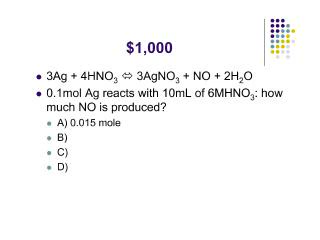 $1,000
3Ag + 4HNO₃ ⇔ 3AgNO₃ + NO + 2H₂O
0.1mol Ag reacts with 10mL of 6MHNO₃: how
much NO is produced?
A) 0.015 mole
B)
C)
D)